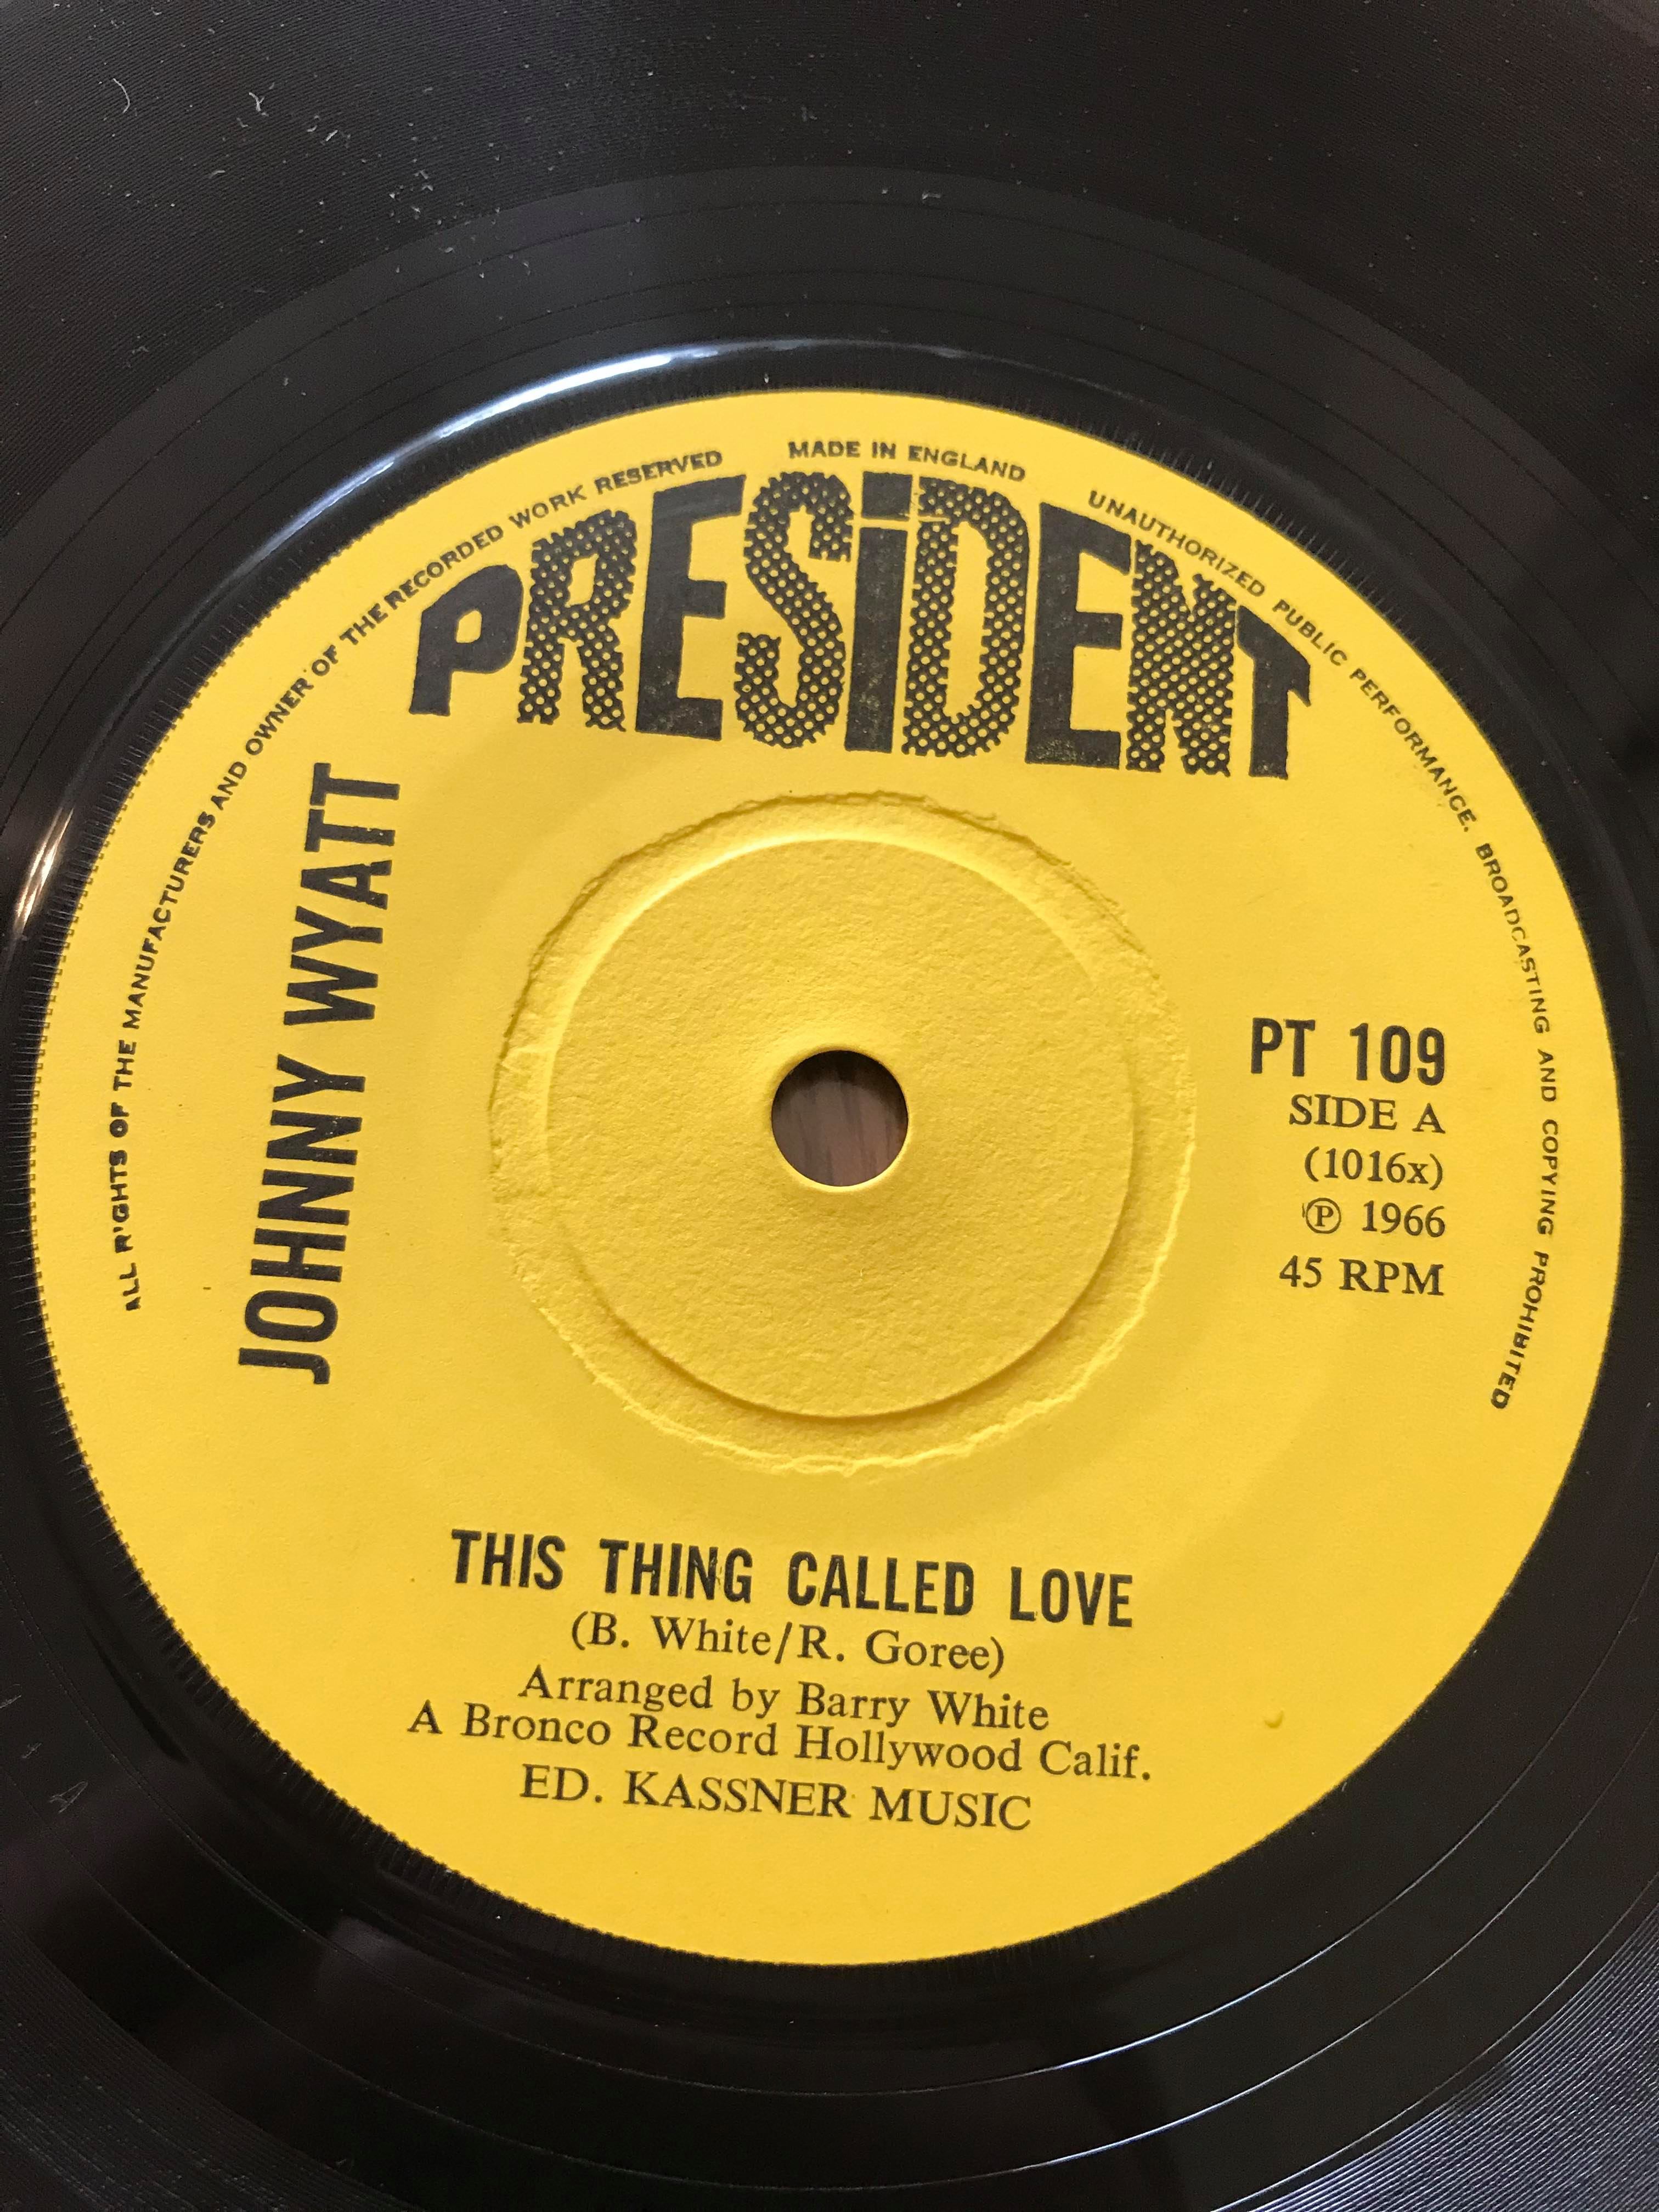 ALL R'GHTS OF THE MANUFACTURERS AND OWNER OF THE RECORDED WORK RESERVED MADE IN ENGLAND UNAUTHORIZED PUBLIC PERFORMANCE. BROADCASTING AND COPYING PROHIBITED
PRESiDENT
JOHNNY WYATT
PT 109
SIDE A
(1016x)
℗ 1966
45 RPM
THIS THING CALLED LOVE
(B. White/R. Goree)
Arranged by Barry White
A Bronco Record Hollywood Calif.
ED. KASSNER MUSIC